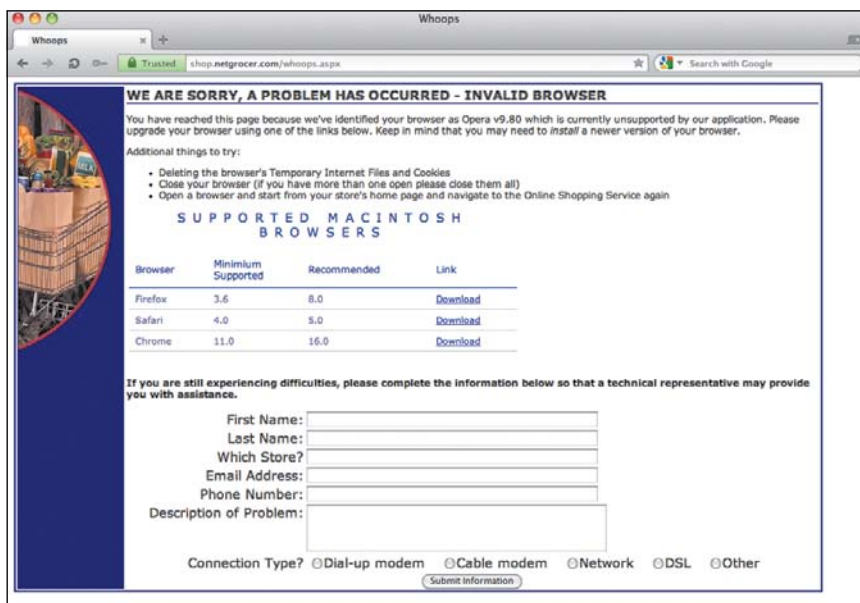 Whoops
Whoops
Trusted shop.netgrocer.com/whoops.aspx Search with Google
WE ARE SORRY, A PROBLEM HAS OCCURRED - INVALID BROWSER
You have reached this page because we've identified your browser as Opera v9.80 which is currently unsupported by our application. Please
upgrade your browser using one of the links below. Keep in mind that you may need to install a newer version of your browser.
Additional things to try:
• Deleting the browser's Temporary Internet Files and Cookies
• Close your browser (if you have more than one open please close them all)
• Open a browser and start from your store's home page and navigate to the Online Shopping Service again
SUPPORTED MACINTOSH
BROWSERS
Browser Minimium Supported Recommended Link
Firefox 3.6 8.0 Download
Safari 4.0 5.0 Download
Chrome 11.0 16.0 Download
If you are still experiencing difficulties, please complete the information below so that a technical representative may provide
you with assistance.
First Name:
Last Name:
Which Store?
Email Address:
Phone Number:
Description of Problem:
Connection Type? Dial-up modem Cable modem Network DSL Other
Submit Information
MILK